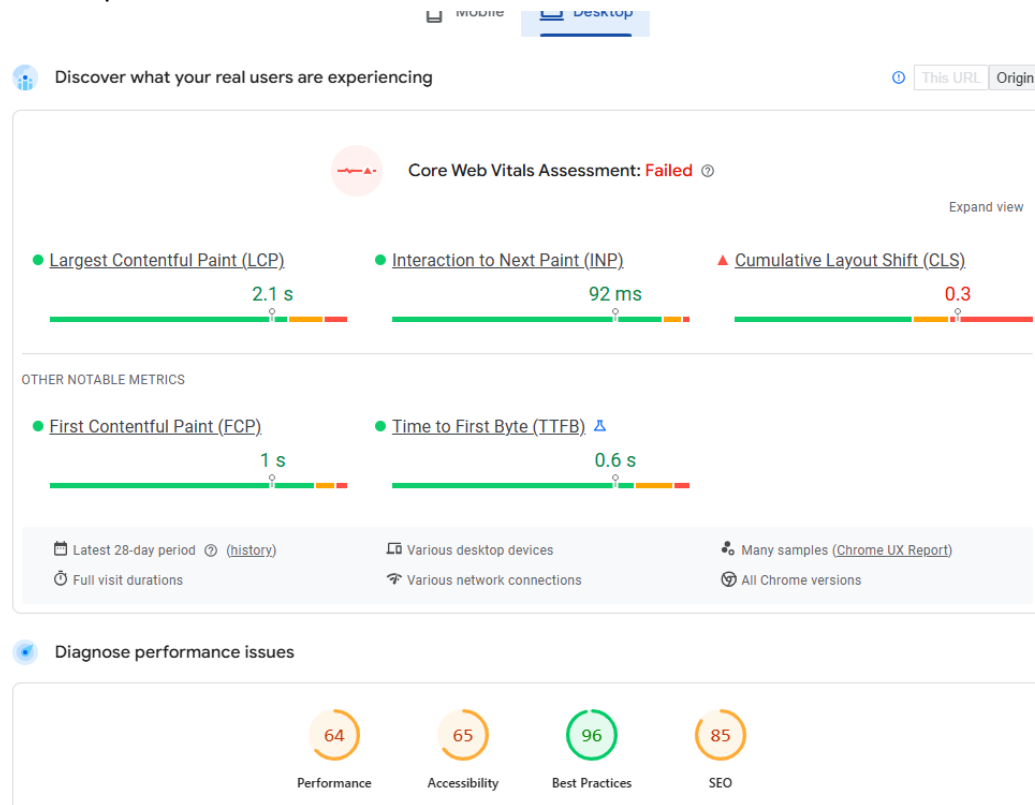 Mobile Desktop
Discover what your real users are experiencing This URL Origin
Core Web Vitals Assessment: Failed
Expand view
Largest Contentful Paint (LCP) Interaction to Next Paint (INP) Cumulative Layout Shift (CLS)
2.1 s 92 ms 0.3
OTHER NOTABLE METRICS
First Contentful Paint (FCP) Time to First Byte (TTFB)
1 s 0.6 s
Latest 28-day period (history) Various desktop devices Many samples (Chrome UX Report)
Full visit durations Various network connections All Chrome versions
Diagnose performance issues
64 65 96 85
Performance Accessibility Best Practices SEO